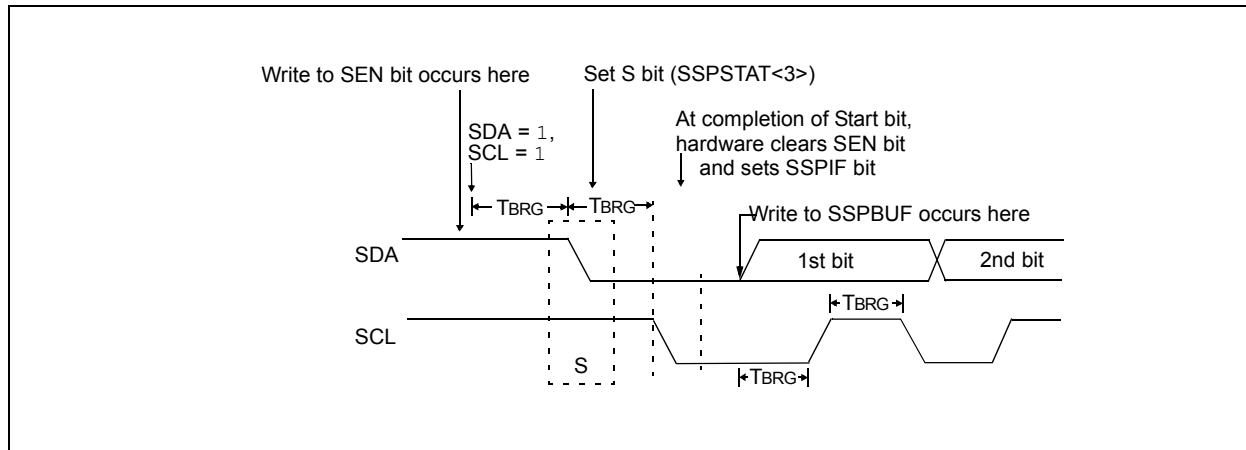 Write to SEN bit occurs here
Set S bit (SSPSTAT<3>)
SDA = 1,
SCL = 1
At completion of Start bit,
hardware clears SEN bit
and sets SSPIF bit
TBRG
TBRG
Write to SSPBUF occurs here
SDA
1st bit
2nd bit
TBRG
SCL
S
TBRG